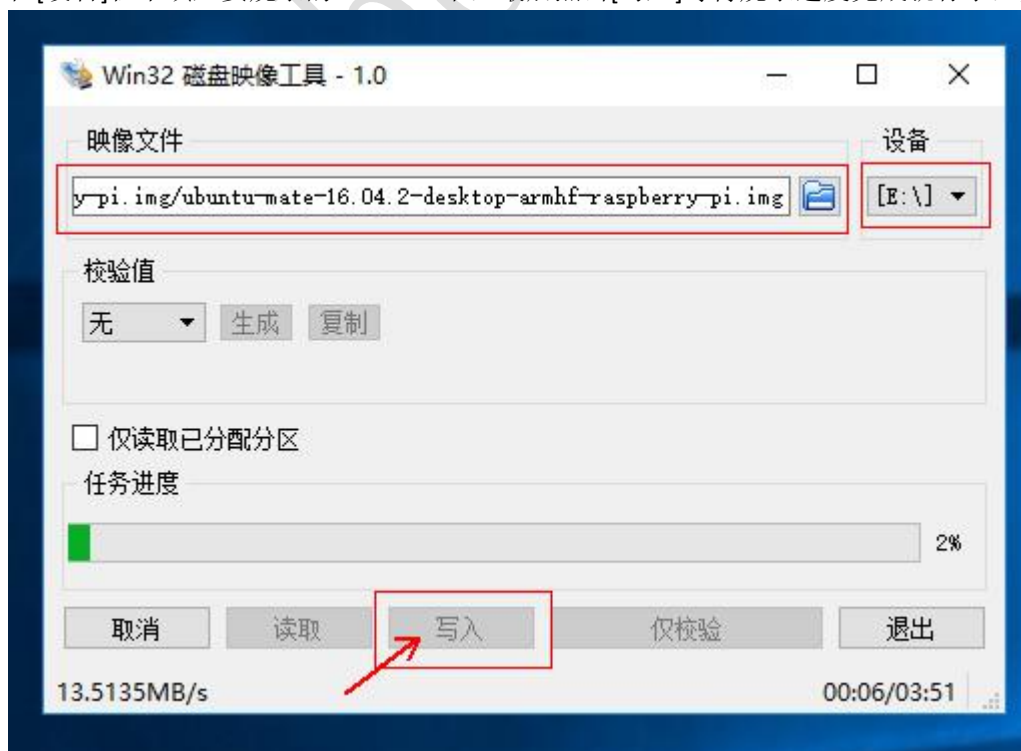 Win32 磁盘映像工具 - 1.0
映像文件
设备
y-pi.img/ubuntu-mate-16.04.2-desktop-armhf-raspberry-pi.img
[E:\]
校验值
无
生成
复制
仅读取已分配分区
任务进度
2%
取消
读取
写入
仅校验
退出
13.5135MB/s
00:06/03:51